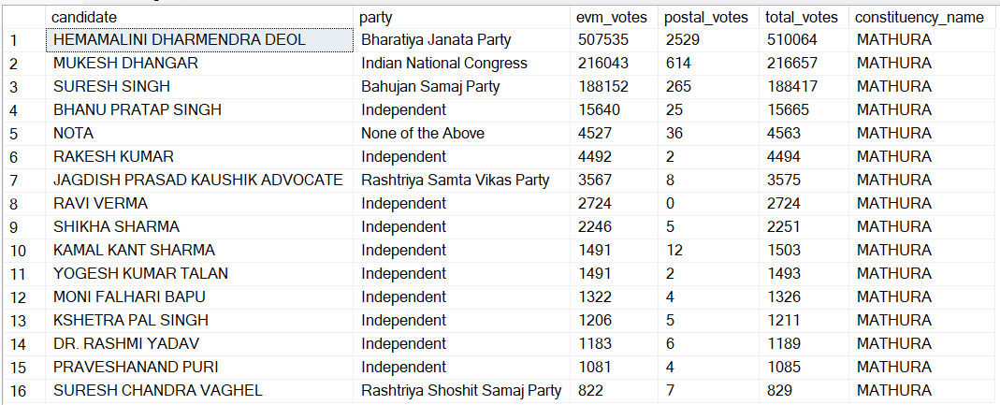 candidate party evm_votes postal_votes total_votes constituency_name
1 HEMAMALINI DHARMENDRA DEOL Bharatiya Janata Party 507535 2529 510064 MATHURA
2 MUKESH DHANGAR Indian National Congress 216043 614 216657 MATHURA
3 SURESH SINGH Bahujan Samaj Party 188152 265 188417 MATHURA
4 BHANU PRATAP SINGH Independent 15640 25 15665 MATHURA
5 NOTA None of the Above 4527 36 4563 MATHURA
6 RAKESH KUMAR Independent 4492 2 4494 MATHURA
7 JAGDISH PRASAD KAUSHIK ADVOCATE Rashtriya Samta Vikas Party 3567 8 3575 MATHURA
8 RAVI VERMA Independent 2724 0 2724 MATHURA
9 SHIKHA SHARMA Independent 2246 5 2251 MATHURA
10 KAMAL KANT SHARMA Independent 1491 12 1503 MATHURA
11 YOGESH KUMAR TALAN Independent 1491 2 1493 MATHURA
12 MONI FALHARI BAPU Independent 1322 4 1326 MATHURA
13 KSHETRA PAL SINGH Independent 1206 5 1211 MATHURA
14 DR. RASHMI YADAV Independent 1183 6 1189 MATHURA
15 PRAVESHANAND PURI Independent 1081 4 1085 MATHURA
16 SURESH CHANDRA VAGHEL Rashtriya Shoshit Samaj Party 822 7 829 MATHURA